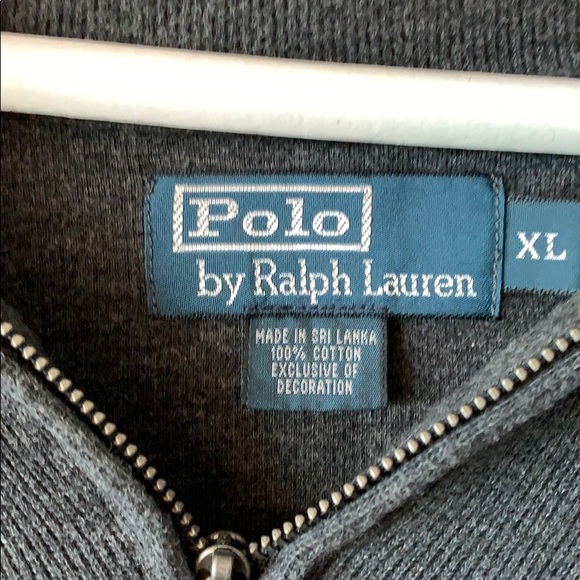 Polo
by Ralph Lauren
XL
MADE IN SRI LANKA
100% COTTON
EXCLUSIVE OF
DECORATION